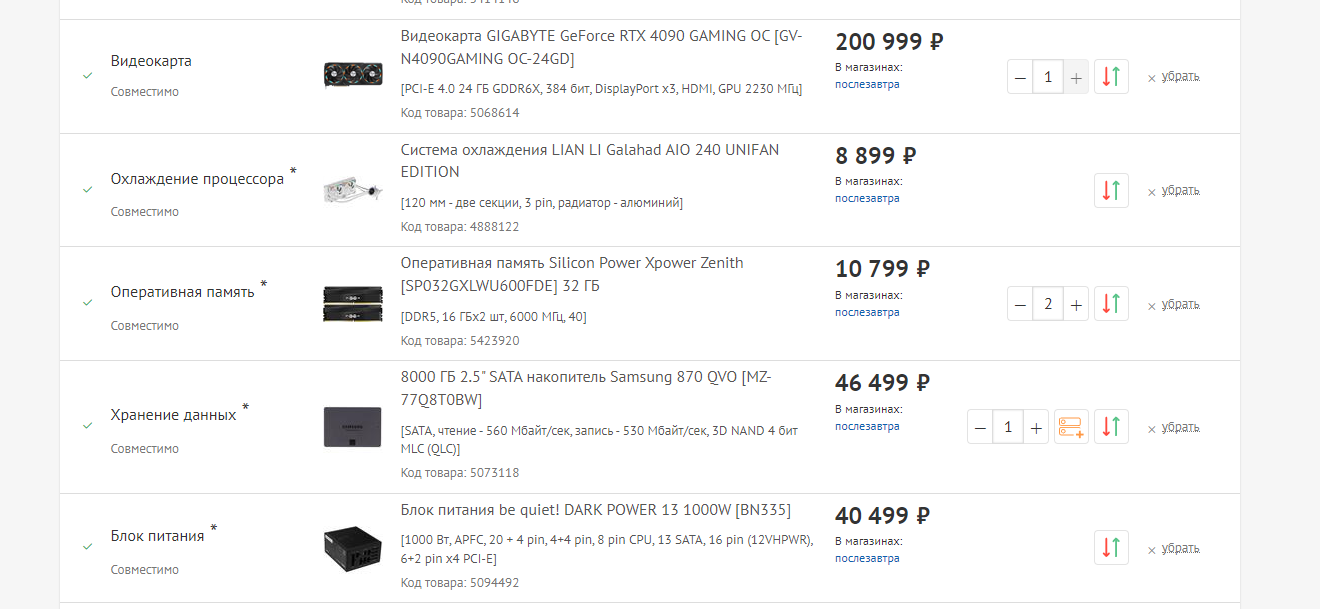 Видеокарта
Совместимо
Видеокарта GIGABYTE GeForce RTX 4090 GAMING OC [GV-
N4090GAMING OC-24GD]
[PCI-E 4.0 24 ГБ GDDR6X, 384 бит, DisplayPort x3, HDMI, GPU 2230 МГц]
Код товара: 5068614
200 999 ₽
В магазинах:
послезавтра
− 1 +
× убрать
Охлаждение процессора *
Совместимо
Система охлаждения LIAN LI Galahad AIO 240 UNIFAN
EDITION
[120 мм - две секции, 3 pin, радиатор - алюминий]
Код товара: 4888122
8 899 ₽
В магазинах:
послезавтра
× убрать
Оперативная память *
Совместимо
Оперативная память Silicon Power Xpower Zenith
[SP032GXLWU600FDE] 32 ГБ
[DDR5, 16 ГБx2 шт, 6000 МГц, 40]
Код товара: 5423920
10 799 ₽
В магазинах:
послезавтра
− 2 +
× убрать
Хранение данных *
Совместимо
8000 ГБ 2.5" SATA накопитель Samsung 870 QVO [MZ-
77Q8T0BW]
[SATA, чтение - 560 Мбайт/сек, запись - 530 Мбайт/сек, 3D NAND 4 бит
MLC (QLC)]
Код товара: 5073118
46 499 ₽
В магазинах:
послезавтра
− 1 +
× убрать
Блок питания *
Совместимо
Блок питания be quiet! DARK POWER 13 1000W [BN335]
[1000 Вт, APFC, 20 + 4 pin, 4+4 pin, 8 pin CPU, 13 SATA, 16 pin (12VHPWR),
6+2 pin x4 PCI-E]
Код товара: 5094492
40 499 ₽
В магазинах:
послезавтра
× убрать